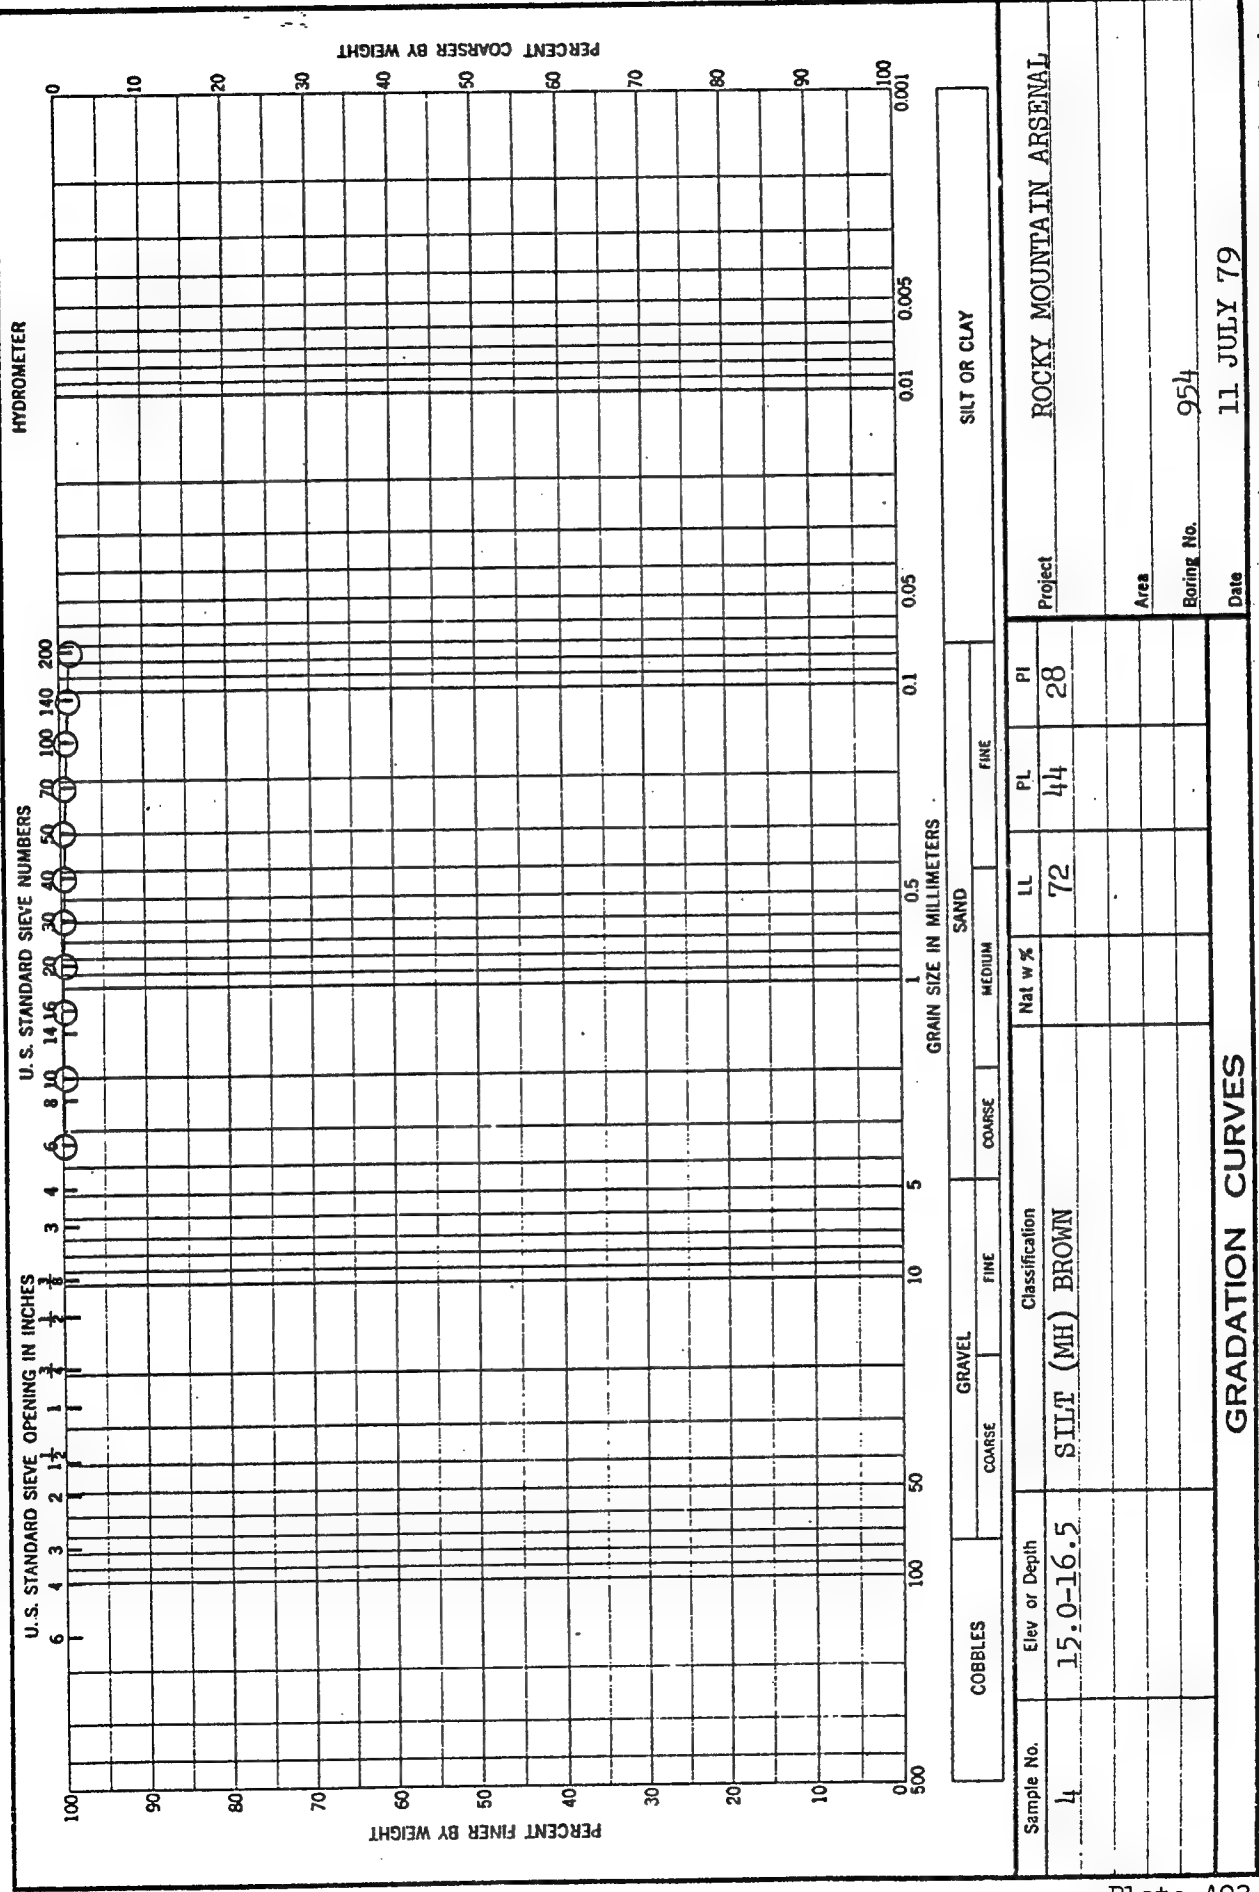 U. S. STANDARD SIEVE OPENING IN INCHES
U. S. STANDARD SIEVE NUMBERS
HYDROMETER
6 4 3 2 1½ 1 ¾ ½ ⅜ 3 4 6 8 10 14 16 20 30 40 50 70 100 140 200
PERCENT FINER BY WEIGHT
100
90
80
70
60
50
40
30
20
10
0
PERCENT COARSER BY WEIGHT
0
10
20
30
40
50
60
70
80
90
100
500 100 50 10 5 1 0.5 0.1 0.05 0.01 0.005 0.001
GRAIN SIZE IN MILLIMETERS
COBBLES GRAVEL SAND SILT OR CLAY
COARSE FINE COARSE MEDIUM FINE
Sample No. Elev or Depth Classification Nat w % LL PL PI
4 15.0-16.5 SILT (MH) BROWN 72 44 28
Project ROCKY MOUNTAIN ARSENAL
Area
Boring No. 954
Date 11 JULY 79
GRADATION CURVES